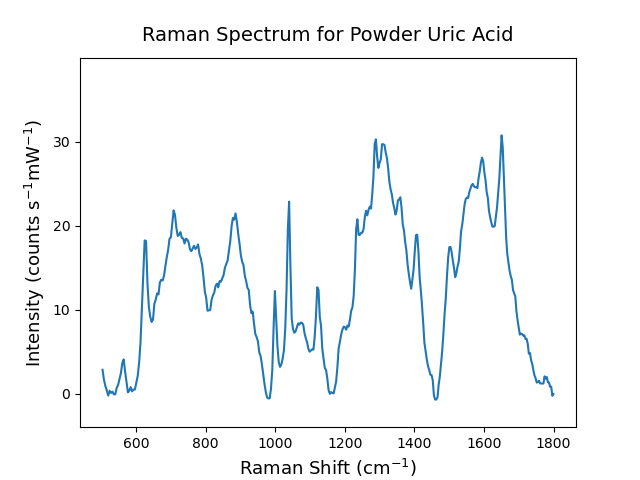 Raman Spectrum for Powder Uric Acid
Intensity (counts s⁻¹mW⁻¹)
30
20
10
0
600 800 1000 1200 1400 1600 1800
Raman Shift (cm⁻¹)